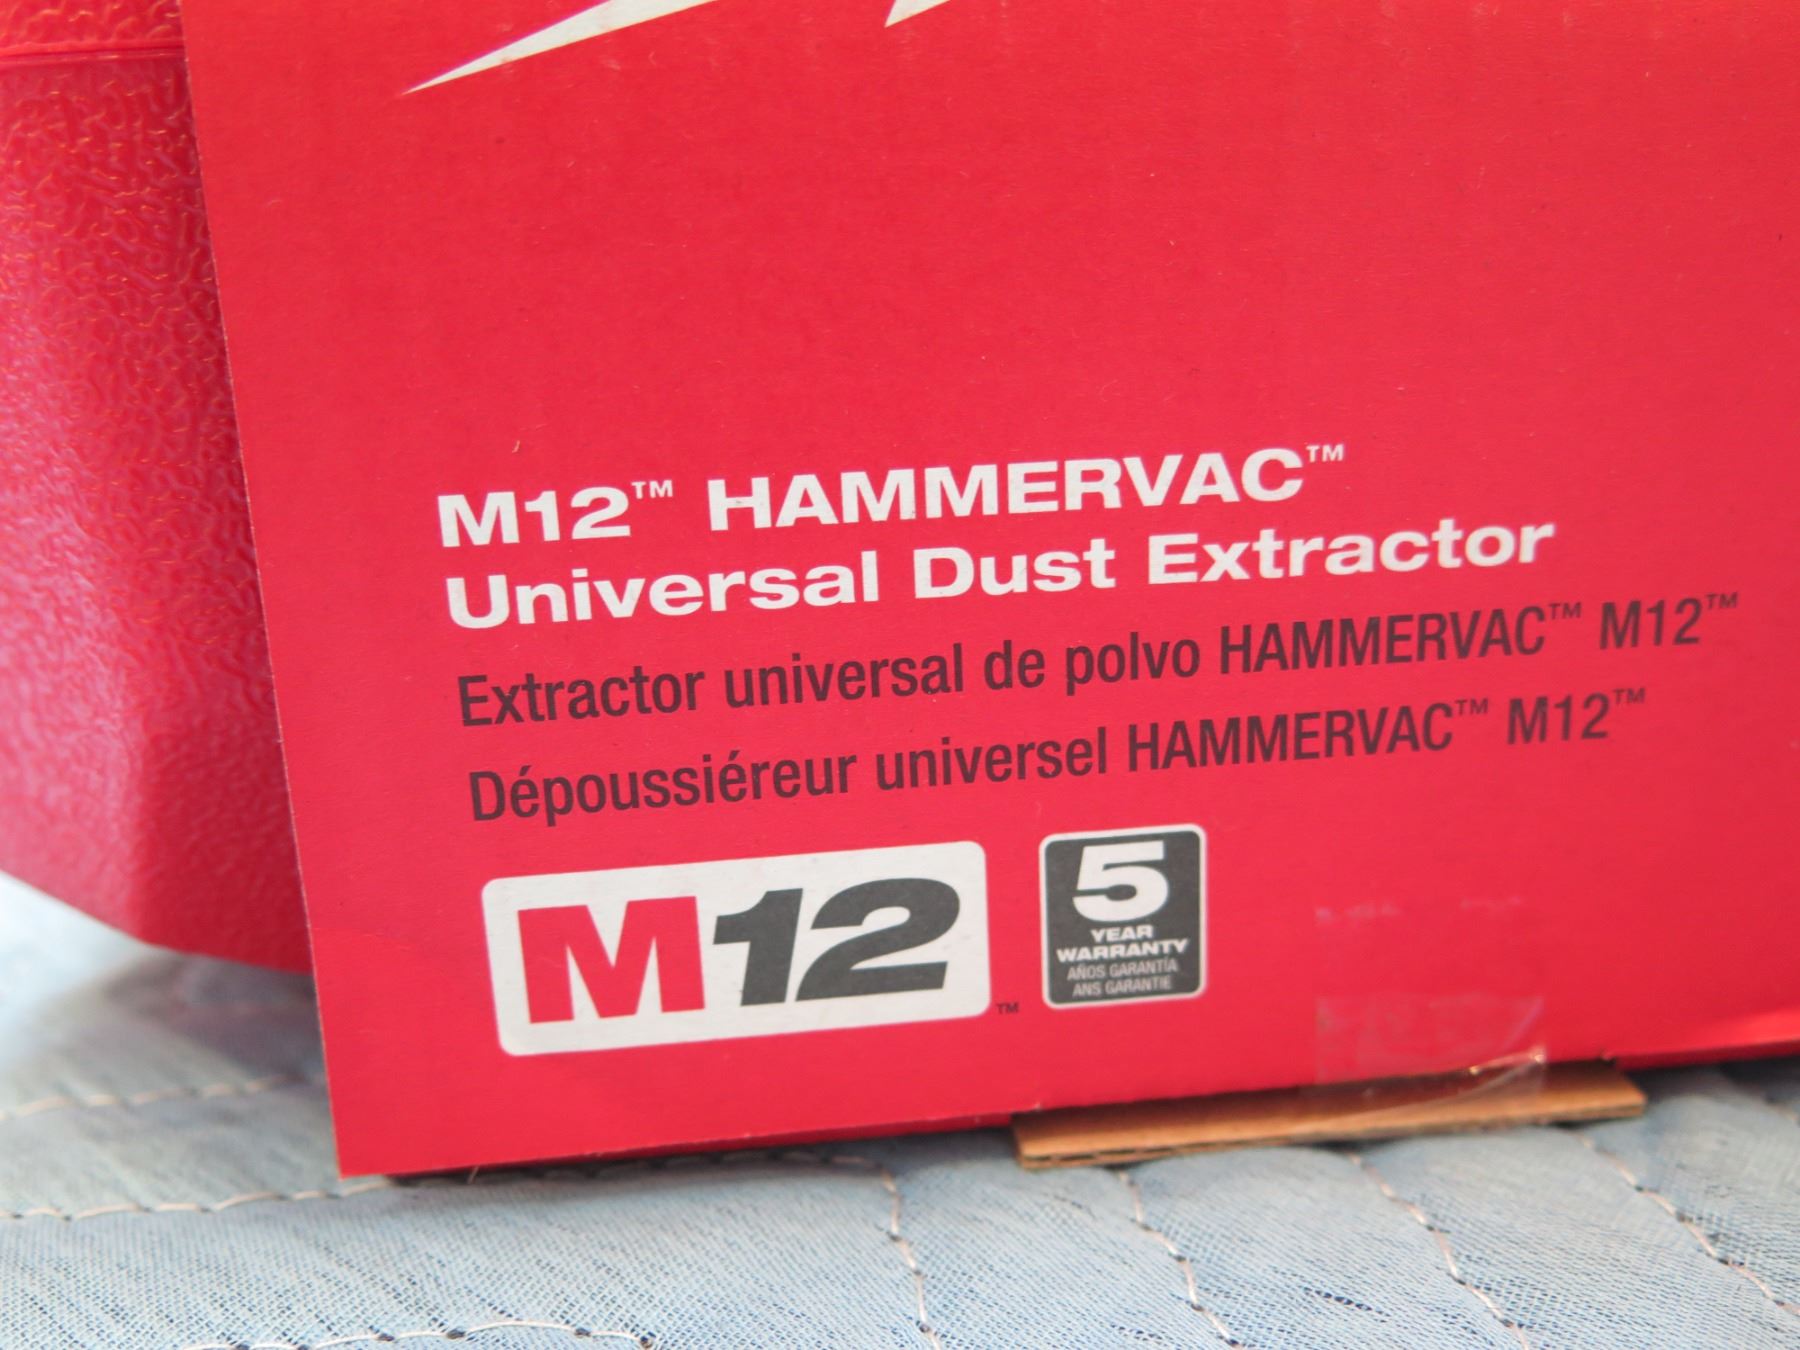 M12™ HAMMERVAC™
Universal Dust Extractor
Extractor universal de polvo HAMMERVAC™ M12™
Dépoussiéreur universel HAMMERVAC™ M12™
M12™
5
YEAR
WARRANTY
AÑOS GARANTÍA
ANS GARANTIE